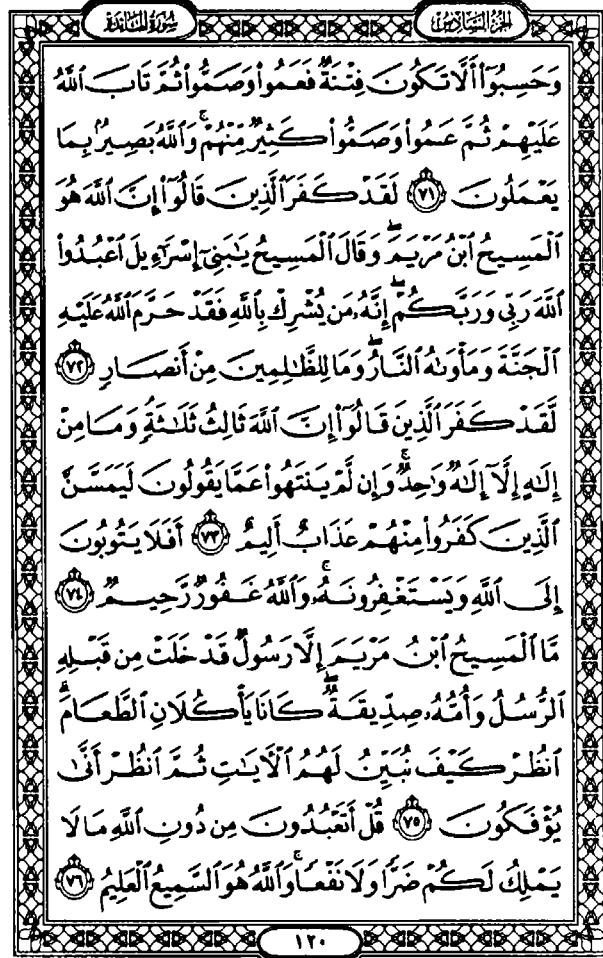 الجزء السادس
سورة المائدة
وَحَسِبُوٓا۟ أَلَّا تَكُونَ فِتْنَةٌ فَعَمُوا۟ وَصَمُّوا۟ ثُمَّ تَابَ ٱللَّهُ
عَلَيْهِمْ ثُمَّ عَمُوا۟ وَصَمُّوا۟ كَثِيرٌ مِّنْهُمْ ۚ وَٱللَّهُ بَصِيرٌۢ بِمَا
يَعْمَلُونَ ٧١ لَقَدْ كَفَرَ ٱلَّذِينَ قَالُوٓا۟ إِنَّ ٱللَّهَ هُوَ
ٱلْمَسِيحُ ٱبْنُ مَرْيَمَ ۖ وَقَالَ ٱلْمَسِيحُ يَٰبَنِىٓ إِسْرَٰٓءِيلَ ٱعْبُدُوا۟
ٱللَّهَ رَبِّى وَرَبَّكُمْ ۖ إِنَّهُۥ مَن يُشْرِكْ بِٱللَّهِ فَقَدْ حَرَّمَ ٱللَّهُ عَلَيْهِ
ٱلْجَنَّةَ وَمَأْوَىٰهُ ٱلنَّارُ ۖ وَمَا لِلظَّٰلِمِينَ مِنْ أَنصَارٍ ٧٢
لَّقَدْ كَفَرَ ٱلَّذِينَ قَالُوٓا۟ إِنَّ ٱللَّهَ ثَالِثُ ثَلَٰثَةٍ ۘ وَمَا مِنْ
إِلَٰهٍ إِلَّآ إِلَٰهٌ وَٰحِدٌ ۚ وَإِن لَّمْ يَنتَهُوا۟ عَمَّا يَقُولُونَ لَيَمَسَّنَّ
ٱلَّذِينَ كَفَرُوا۟ مِنْهُمْ عَذَابٌ أَلِيمٌ ٧٣ أَفَلَا يَتُوبُونَ
إِلَى ٱللَّهِ وَيَسْتَغْفِرُونَهُۥ ۚ وَٱللَّهُ غَفُورٌ رَّحِيمٌ ٧٤
مَّا ٱلْمَسِيحُ ٱبْنُ مَرْيَمَ إِلَّا رَسُولٌ قَدْ خَلَتْ مِن قَبْلِهِ
ٱلرُّسُلُ وَأُمُّهُۥ صِدِّيقَةٌ ۖ كَانَا يَأْكُلَانِ ٱلطَّعَامَ ۗ
ٱنظُرْ كَيْفَ نُبَيِّنُ لَهُمُ ٱلْءَايَٰتِ ثُمَّ ٱنظُرْ أَنَّىٰ
يُؤْفَكُونَ ٧٥ قُلْ أَتَعْبُدُونَ مِن دُونِ ٱللَّهِ مَا لَا
يَمْلِكُ لَكُمْ ضَرًّا وَلَا نَفْعًا ۚ وَٱللَّهُ هُوَ ٱلسَّمِيعُ ٱلْعَلِيمُ ٧٦
١٢٠